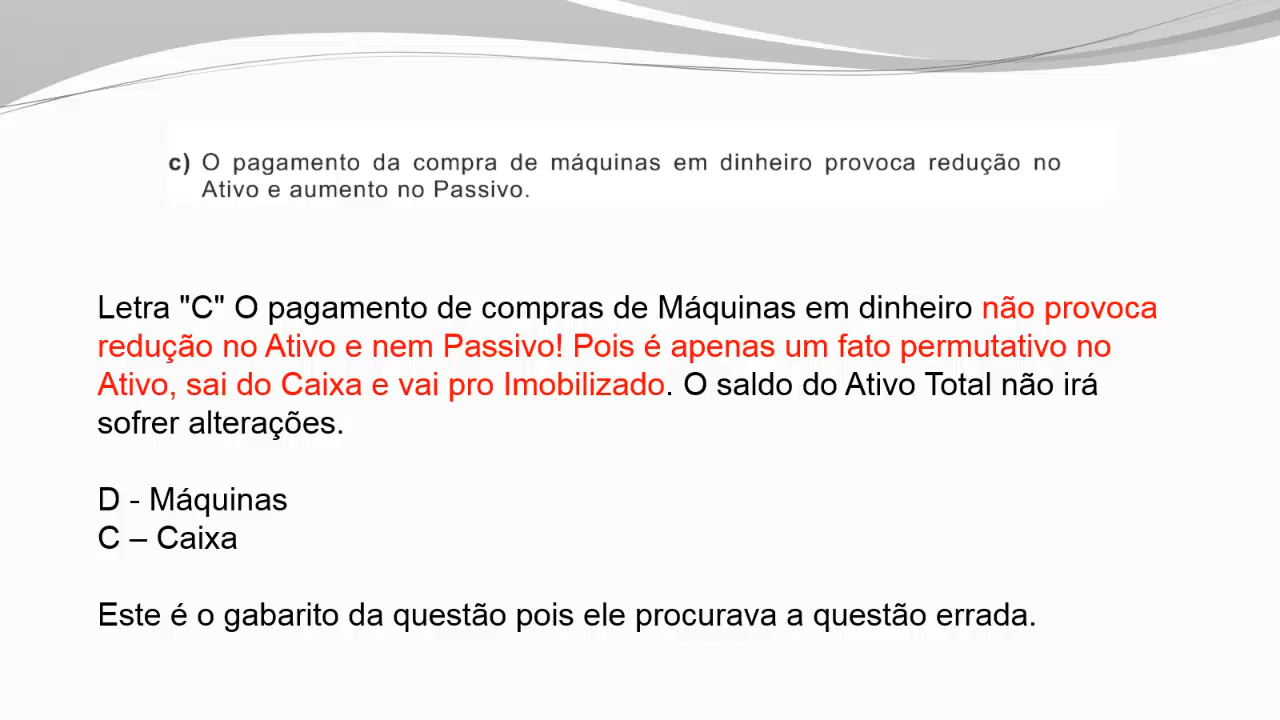 c) O pagamento da compra de máquinas em dinheiro provoca redução no
Ativo e aumento no Passivo.
Letra "C" O pagamento de compras de Máquinas em dinheiro não provoca
redução no Ativo e nem Passivo! Pois é apenas um fato permutativo no
Ativo, sai do Caixa e vai pro Imobilizado. O saldo do Ativo Total não irá
sofrer alterações.
D - Máquinas
C – Caixa
Este é o gabarito da questão pois ele procurava a questão errada.